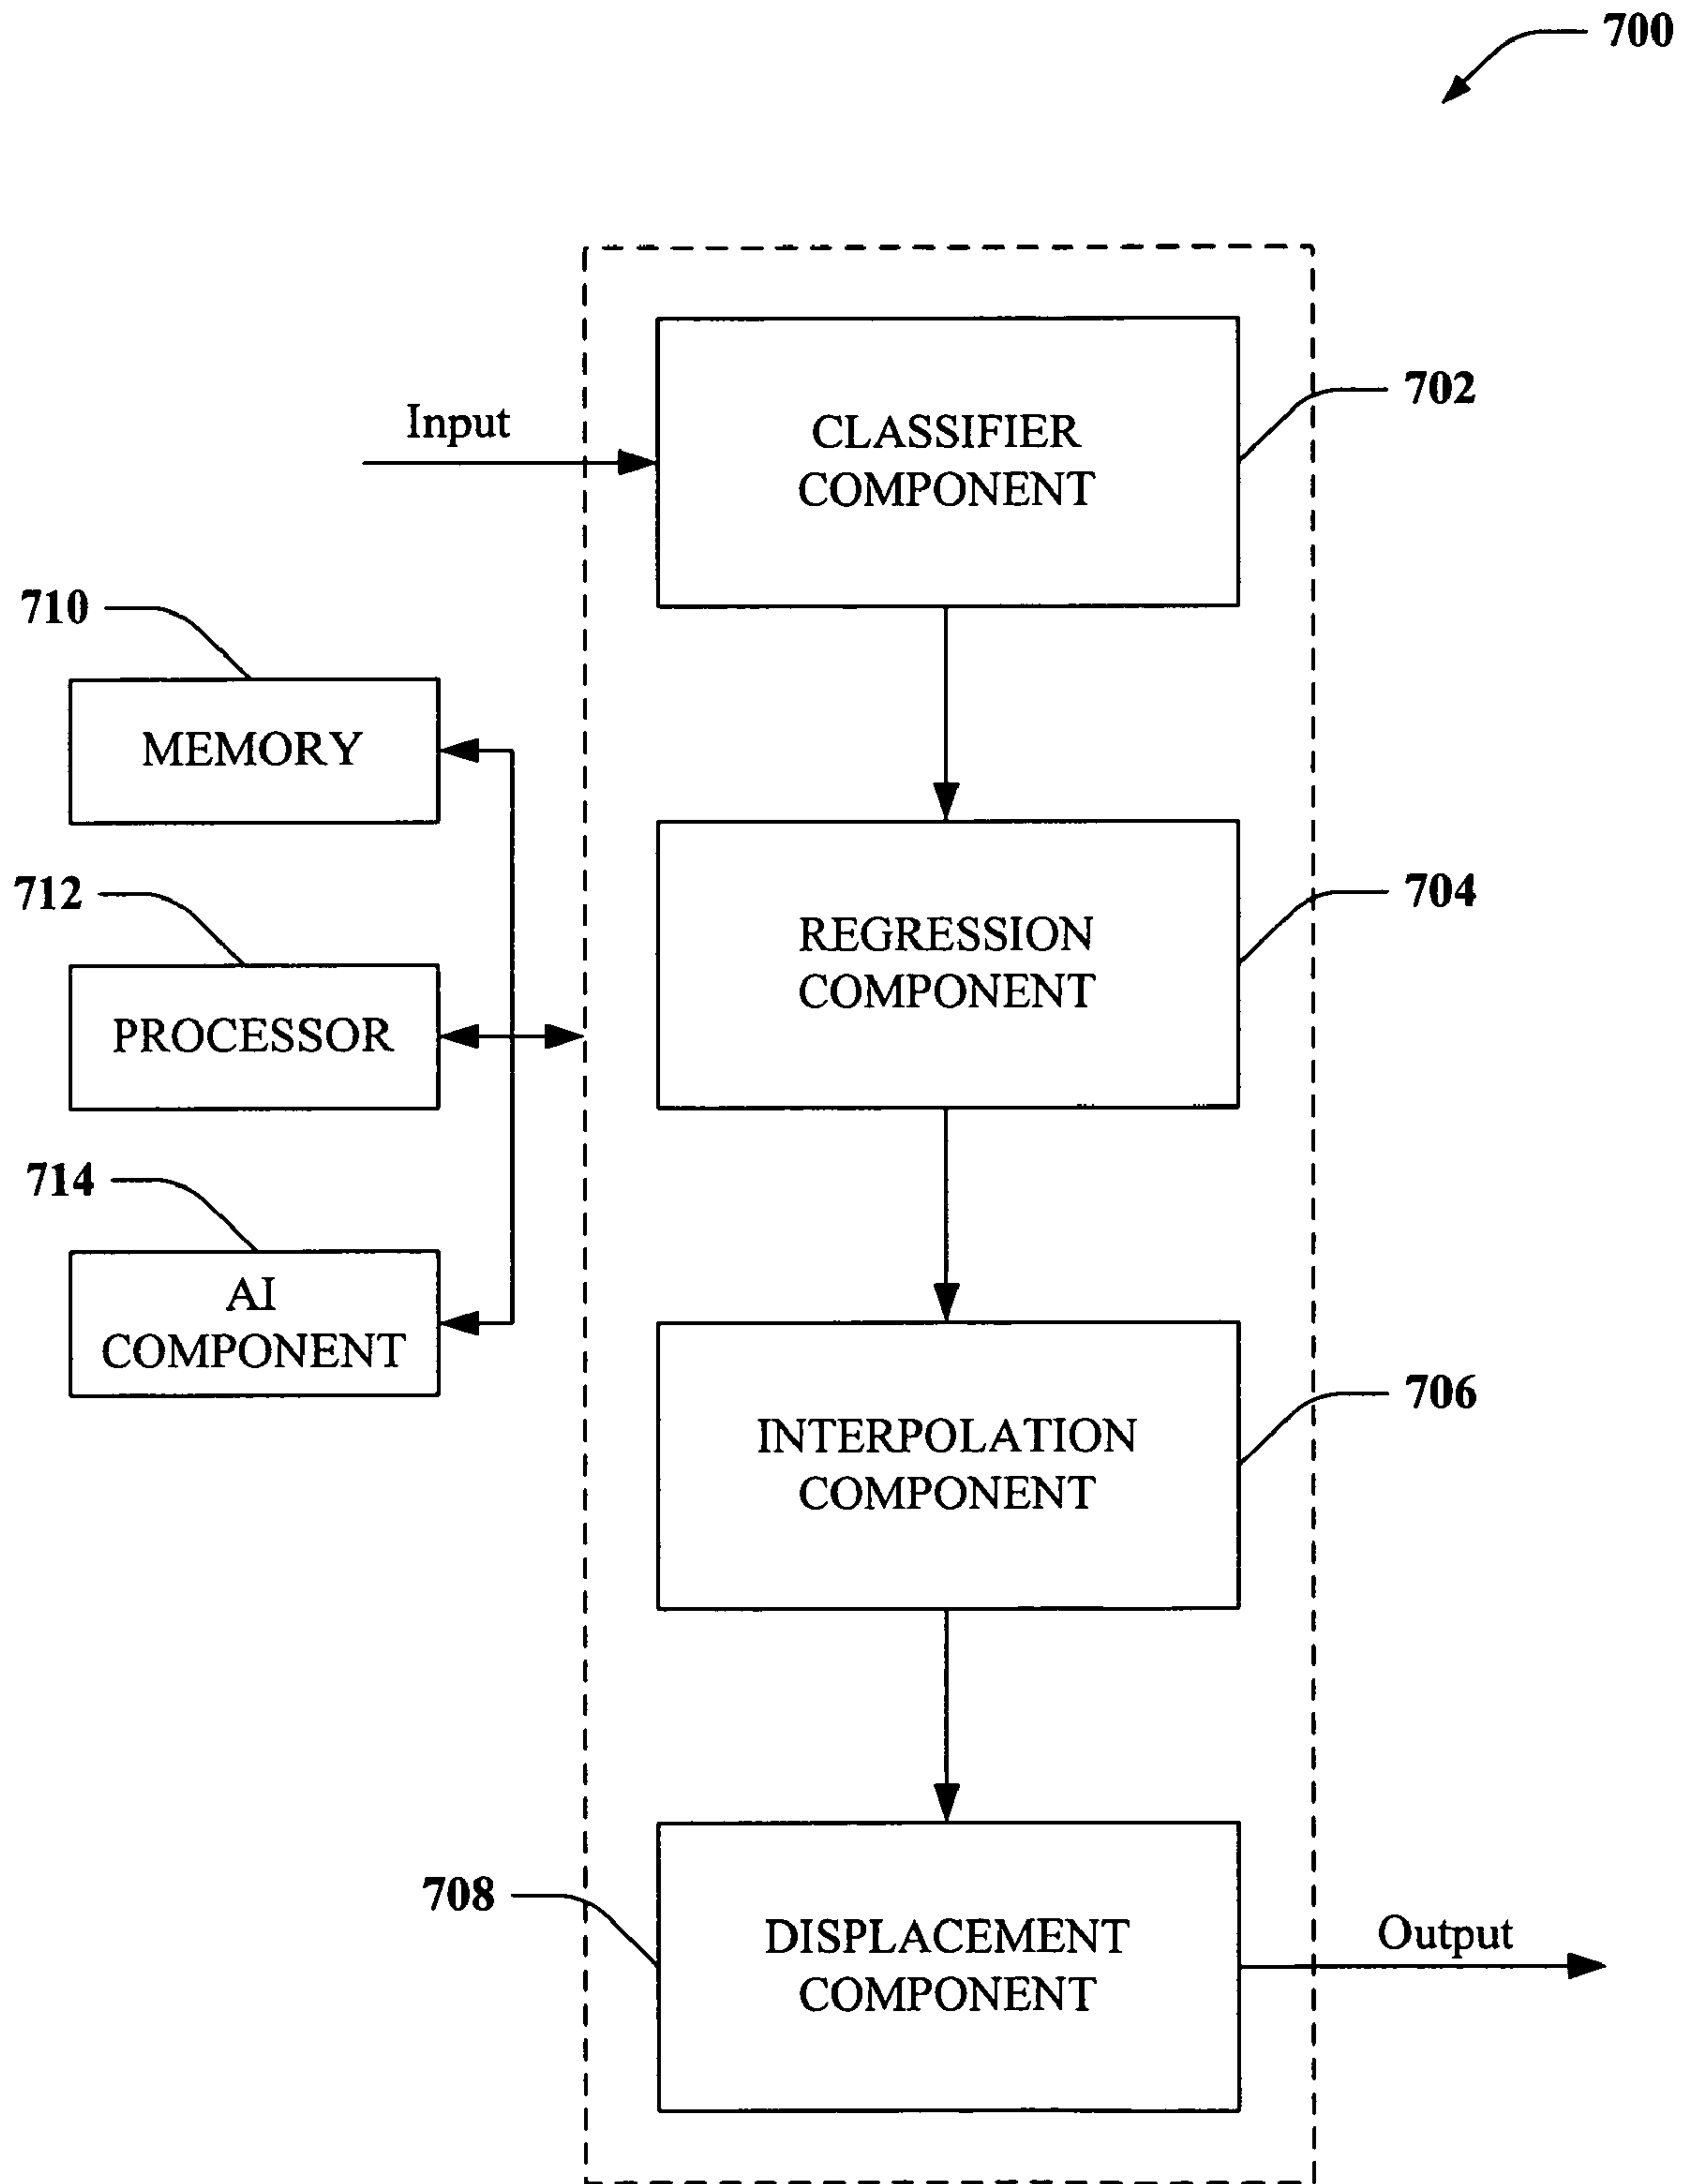 700
702
Input
CLASSIFIER
COMPONENT
710
MEMORY
712
704
REGRESSION
COMPONENT
PROCESSOR
714
AI
COMPONENT
706
INTERPOLATION
COMPONENT
708
DISPLACEMENT
COMPONENT
Output